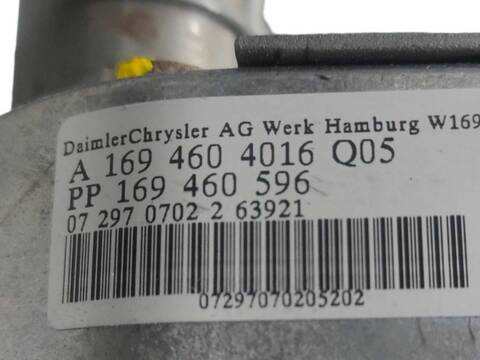 DaimlerChrysler AG Werk Hamburg W169
A 169 460 4016 Q05
PP 169 460 596
07 297 0702 2 63921
07297070205202